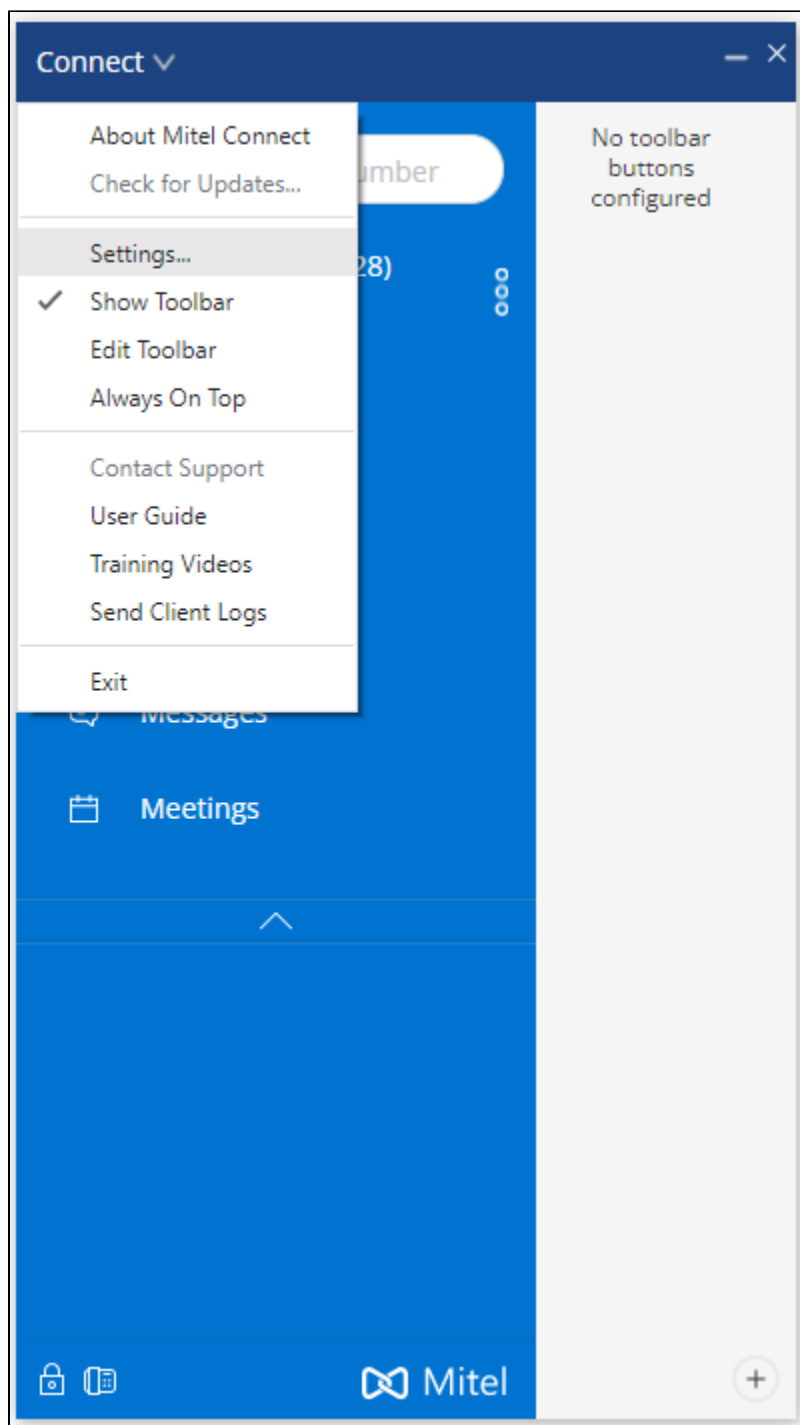 Connect
No toolbar
buttons
configured
About Mitel Connect
Check for Updates...
Settings...
28)
Show Toolbar
Edit Toolbar
Always On Top
Contact Support
User Guide
Training Videos
Send Client Logs
Exit
Messages
Meetings
Mitel